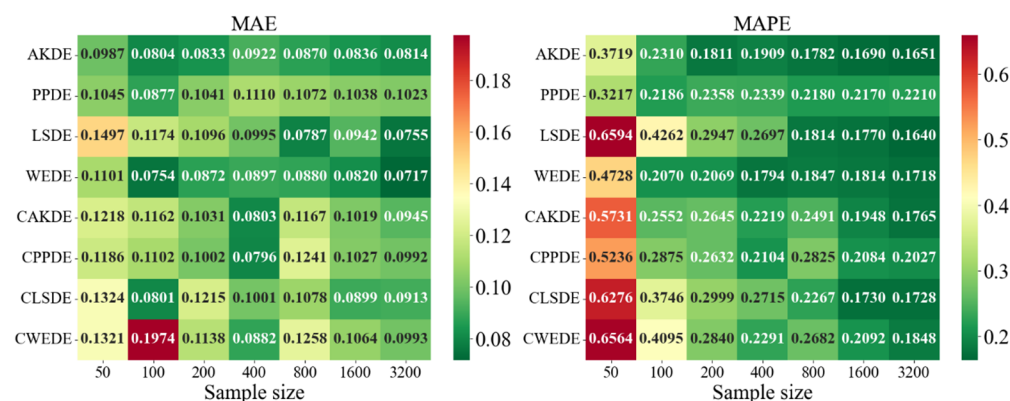 MAE
AKDE 0.0987 0.0804 0.0833 0.0922 0.0870 0.0836 0.0814
PPDE 0.1045 0.0877 0.1041 0.1110 0.1072 0.1038 0.1023
LSDE 0.1497 0.1174 0.1096 0.0995 0.0787 0.0942 0.0755
WEDE 0.1101 0.0754 0.0872 0.0897 0.0880 0.0820 0.0717
CAKDE 0.1218 0.1162 0.1031 0.0803 0.1167 0.1019 0.0945
CPPDE 0.1186 0.1102 0.1002 0.0796 0.1241 0.1027 0.0992
CLSDE 0.1324 0.0801 0.1215 0.1001 0.1078 0.0899 0.0913
CWEDE 0.1321 0.1974 0.1138 0.0882 0.1258 0.1064 0.0993
50 100 200 400 800 1600 3200
Sample size
0.18
0.16
0.14
0.12
0.10
0.08
MAPE
AKDE 0.3719 0.2310 0.1811 0.1909 0.1782 0.1690 0.1651
PPDE 0.3217 0.2186 0.2358 0.2339 0.2180 0.2170 0.2210
LSDE 0.6594 0.4262 0.2947 0.2697 0.1814 0.1770 0.1640
WEDE 0.4728 0.2070 0.2069 0.1794 0.1847 0.1814 0.1718
CAKDE 0.5731 0.2552 0.2645 0.2219 0.2491 0.1948 0.1765
CPPDE 0.5236 0.2875 0.2632 0.2104 0.2825 0.2084 0.2027
CLSDE 0.6276 0.3746 0.2999 0.2715 0.2267 0.1730 0.1728
CWEDE 0.6564 0.4095 0.2840 0.2291 0.2682 0.2092 0.1848
50 100 200 400 800 1600 3200
Sample size
0.6
0.5
0.4
0.3
0.2